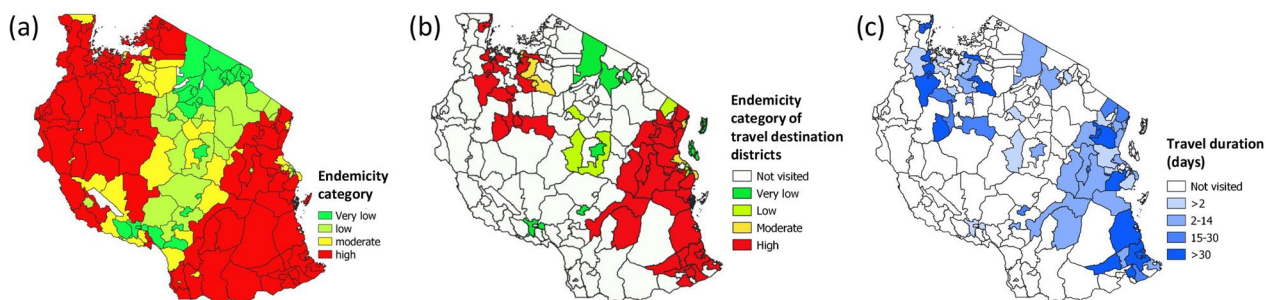 (a)
Endemicity
category
Very low
low
moderate
high
(b)
Endemicity
category of
travel destination
districts
Not visited
Very low
Low
Moderate
High
(c)
Travel duration
(days)
Not visited
>2
2-14
15-30
>30